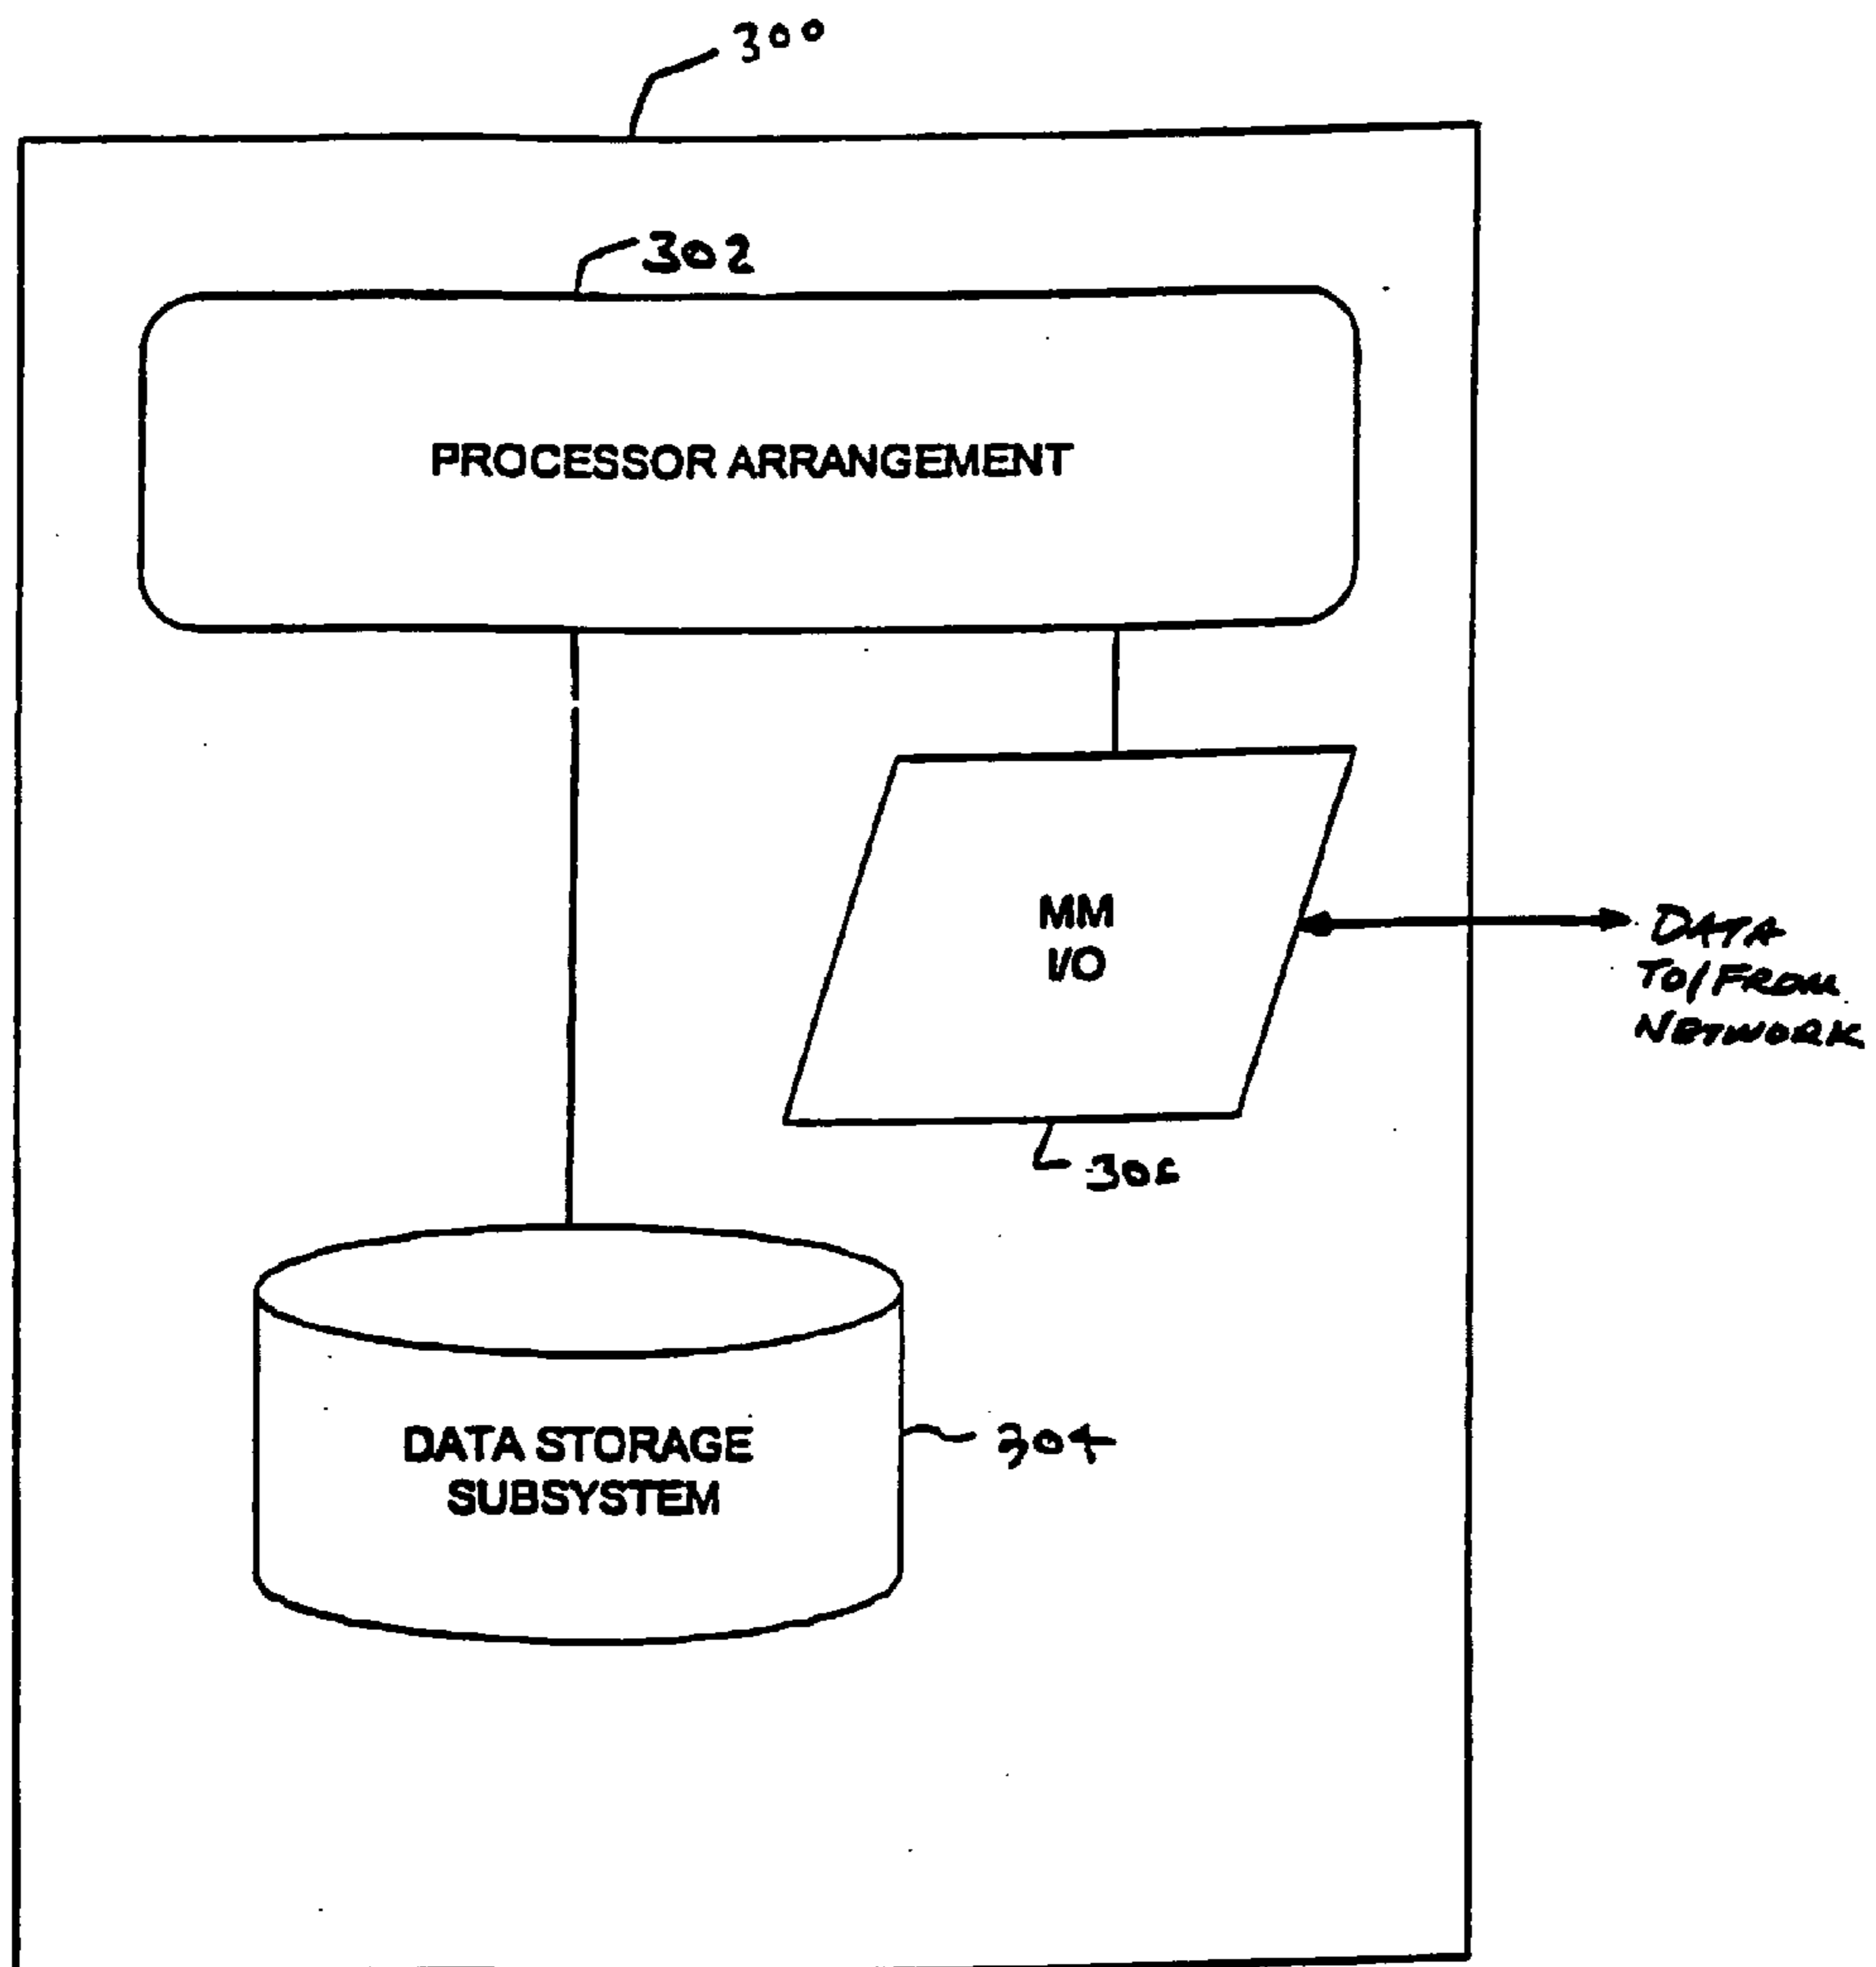 300
302
PROCESSOR ARRANGEMENT
MM
I/O
DATA
TO/FROM
NETWORK
306
DATA STORAGE
SUBSYSTEM
304